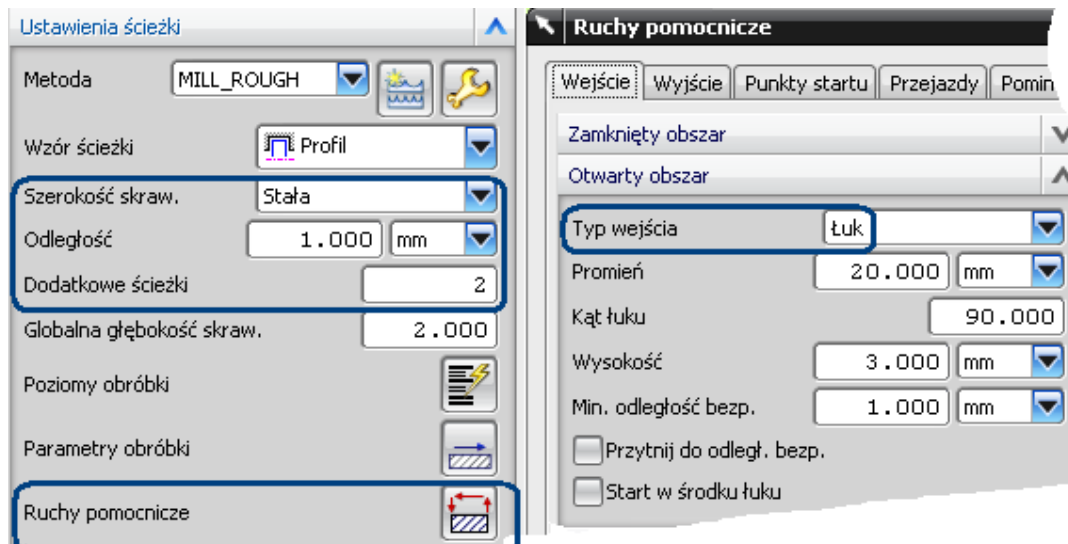 Ustawienia ścieżki
Metoda MILL_ROUGH
Wzór ścieżki Profil
Szerokość skraw. Stała
Odległość 1.000 mm
Dodatkowe ścieżki 2
Globalna głębokość skraw. 2.000
Poziomy obróbki
Parametry obróbki
Ruchy pomocnicze
Ruchy pomocnicze
Wejście Wyjście Punkty startu Przejazdy Pomin
Zamknięty obszar
Otwarty obszar
Typ wejścia Łuk
Promień 20.000 mm
Kąt łuku 90.000
Wysokość 3.000 mm
Min. odległość bezp. 1.000 mm
Przytnij do odległ. bezp.
Start w środku łuku